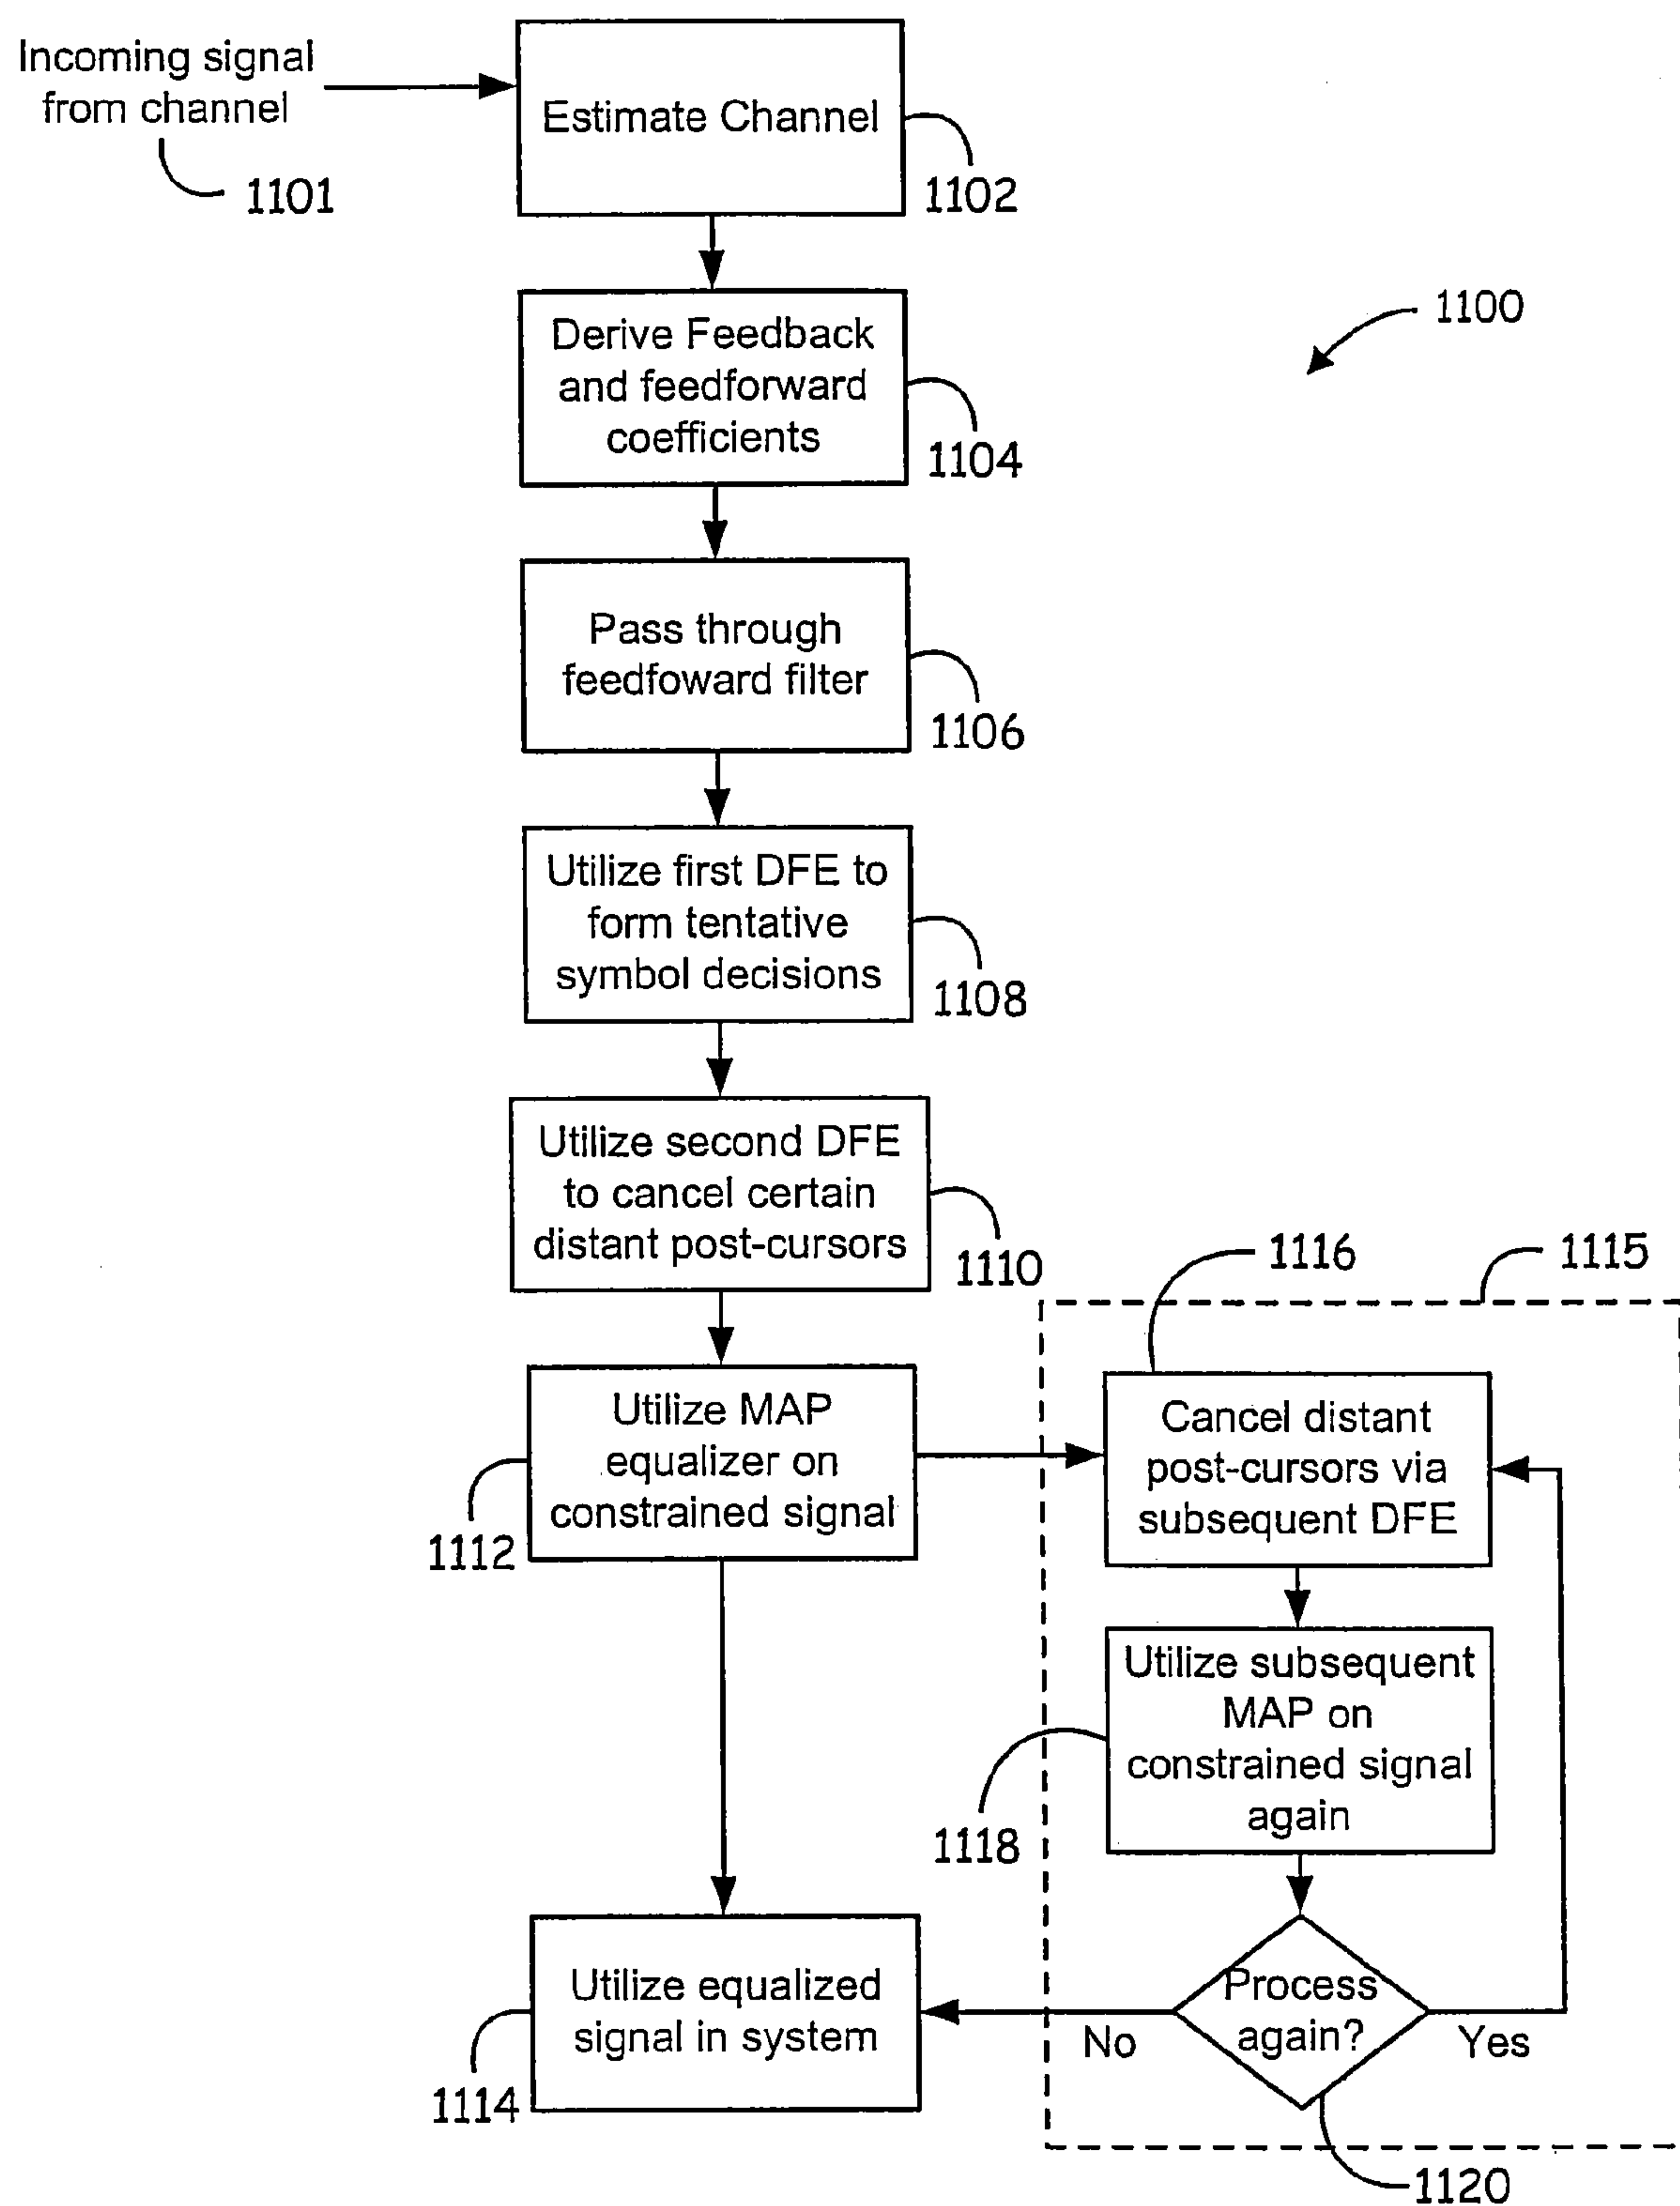 Incoming signal
from channel
1101
Estimate Channel
1102
1100
Derive Feedback
and feedforward
coefficients
1104
Pass through
feedfoward filter
1106
Utilize first DFE to
form tentative
symbol decisions
1108
Utilize second DFE
to cancel certain
distant post-cursors
1110
1116
1115
Utilize MAP
equalizer on
constrained signal
1112
Cancel distant
post-cursors via
subsequent DFE
Utilize subsequent
MAP on
constrained signal
again
1118
Utilize equalized
signal in system
1114
Process
again?
No
Yes
1120